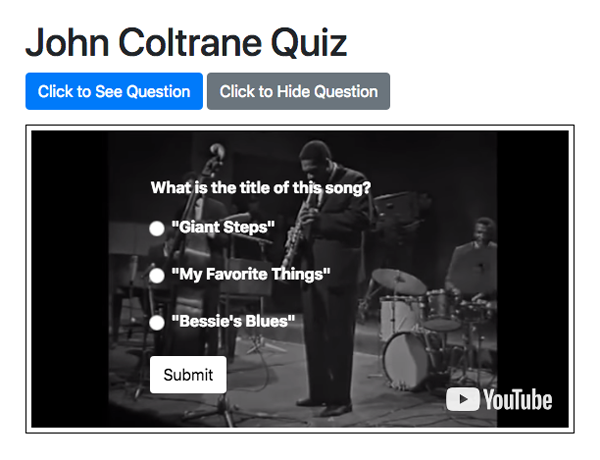 John Coltrane Quiz
Click to See Question Click to Hide Question
What is the title of this song?
"Giant Steps"
"My Favorite Things"
"Bessie's Blues"
Submit
YouTube